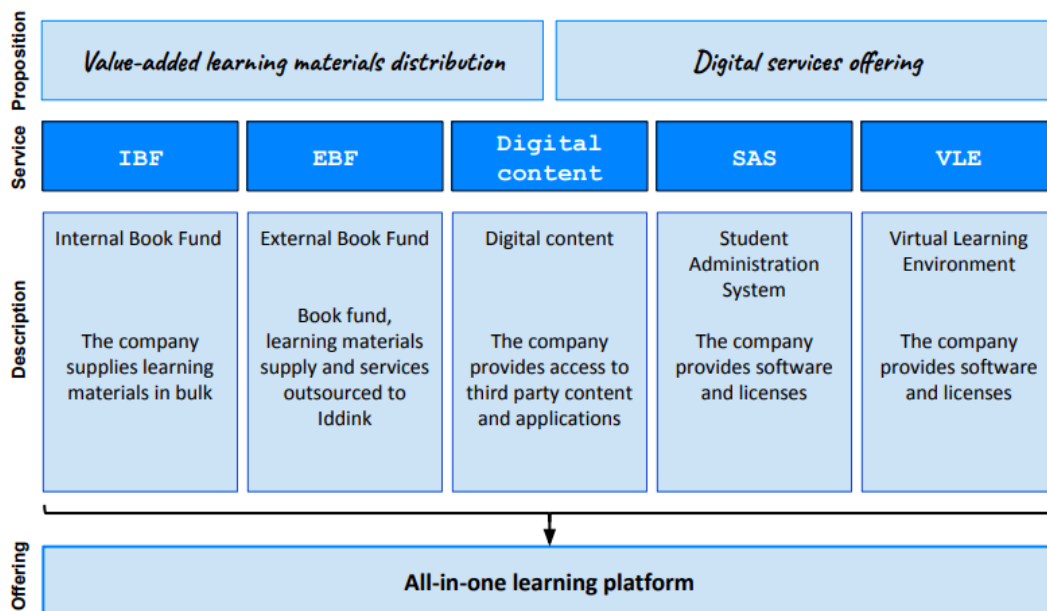 Proposition
Value-added learning materials distribution
Digital services offering
Service
IBF
EBF
Digital
content
SAS
VLE
Description
Internal Book Fund
The company
supplies learning
materials in bulk
External Book Fund
Book fund,
learning materials
supply and services
outsourced to
Iddink
Digital content
The company
provides access to
third party content
and applications
Student
Administration
System
The company
provides software
and licenses
Virtual Learning
Environment
The company
provides software
and licenses
Offering
All-in-one learning platform